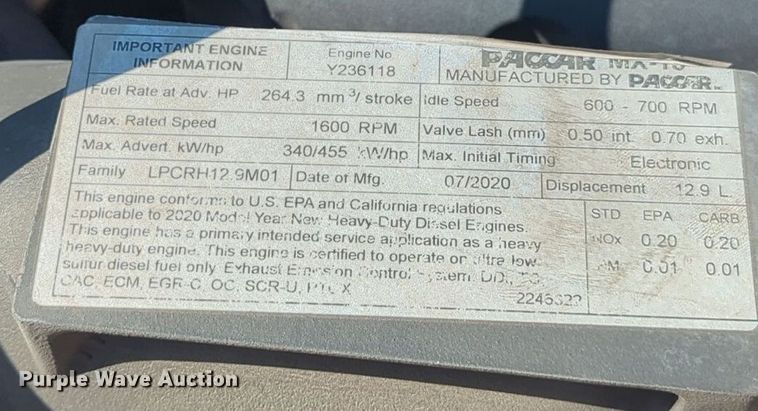 IMPORTANT ENGINE INFORMATION
Engine No Y236118
PACCAR
MANUFACTURED BY PACCAR
Fuel Rate at Adv. HP 264.3 mm³/ stroke Idle Speed 600 - 700 RPM
Max. Rated Speed 1600 RPM Valve Lash (mm) 0.50 int. 0.70 exh.
Max. Advert. kW/hp 340/455 kW/hp Max. Initial Timing Electronic
Family LPCRH12.9M01 Date of Mfg. 07/2020 Displacement 12.9 L
This engine conforms to U.S. EPA and California regulations
applicable to 2020 Model Year New Heavy-Duty Diesel Engines.
This engine has a primary intended service application as a heavy
heavy-duty engine. This engine is certified to operate on ultra low
sulfur diesel fuel only. Exhaust Emission Control System: DDI,
CAC, ECM, EGR-C, OC, SCR-U,
STD EPA CARB
NOx 0.20 0.20
PM 0.01 0.01
Purple Wave Auction